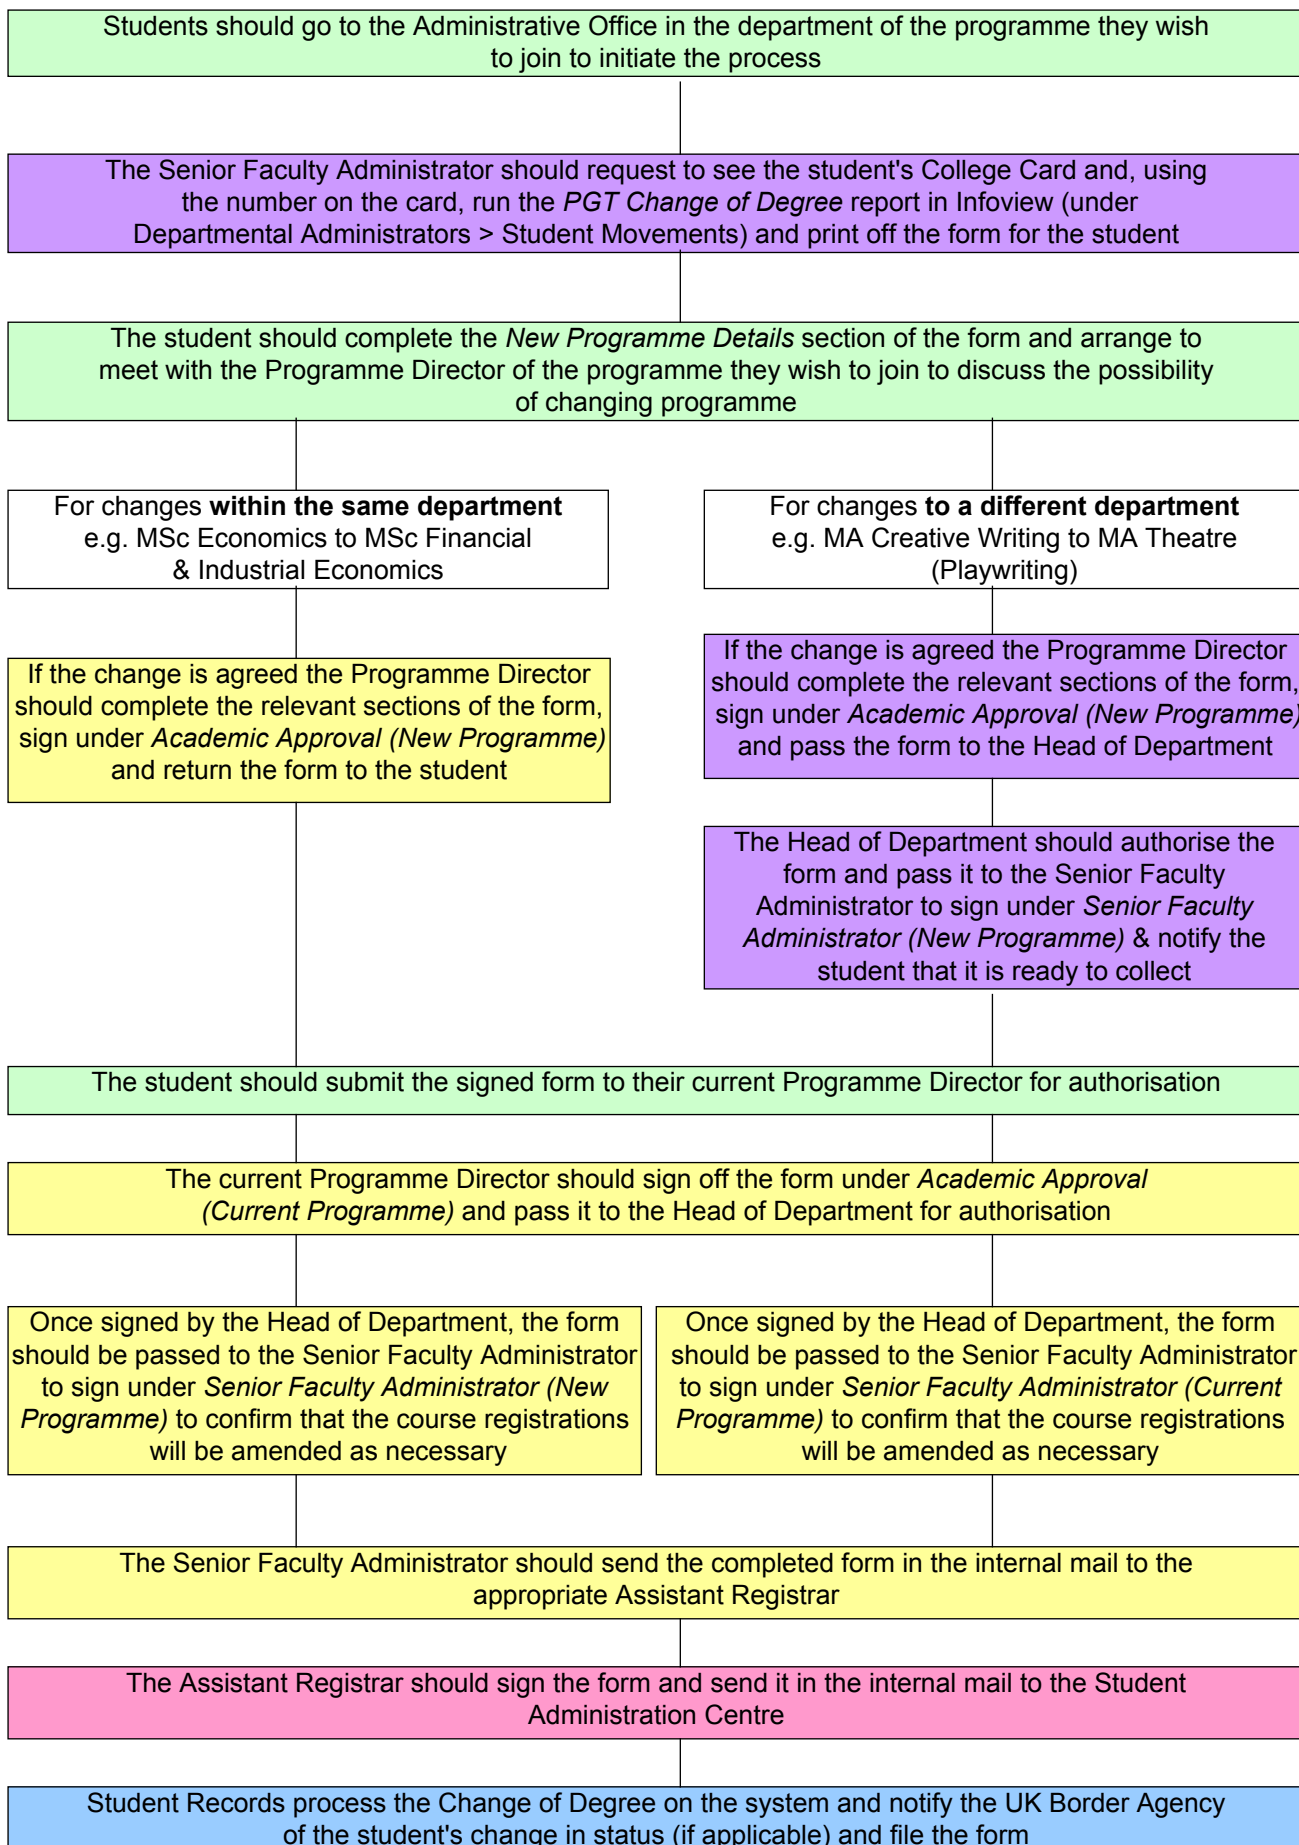 Students should go to the Administrative Office in the department of the programme they wish
to join to initiate the process
The Senior Faculty Administrator should request to see the student's College Card and, using
the number on the card, run the PGT Change of Degree report in Infoview (under
Departmental Administrators > Student Movements) and print off the form for the student
The student should complete the New Programme Details section of the form and arrange to
meet with the Programme Director of the programme they wish to join to discuss the possibility
of changing programme
For changes within the same department
e.g. MSc Economics to MSc Financial
& Industrial Economics
For changes to a different department
e.g. MA Creative Writing to MA Theatre
(Playwriting)
If the change is agreed the Programme Director
should complete the relevant sections of the form,
sign under Academic Approval (New Programme)
and return the form to the student
If the change is agreed the Programme Director
should complete the relevant sections of the form,
sign under Academic Approval (New Programme)
and pass the form to the Head of Department
The Head of Department should authorise the
form and pass it to the Senior Faculty
Administrator to sign under Senior Faculty
Administrator (New Programme) & notify the
student that it is ready to collect
The student should submit the signed form to their current Programme Director for authorisation
The current Programme Director should sign off the form under Academic Approval
(Current Programme) and pass it to the Head of Department for authorisation
Once signed by the Head of Department, the form
should be passed to the Senior Faculty Administrator
to sign under Senior Faculty Administrator (New
Programme) to confirm that the course registrations
will be amended as necessary
Once signed by the Head of Department, the form
should be passed to the Senior Faculty Administrator
to sign under Senior Faculty Administrator (Current
Programme) to confirm that the course registrations
will be amended as necessary
The Senior Faculty Administrator should send the completed form in the internal mail to the
appropriate Assistant Registrar
The Assistant Registrar should sign the form and send it in the internal mail to the Student
Administration Centre
Student Records process the Change of Degree on the system and notify the UK Border Agency
of the student's change in status (if applicable) and file the form